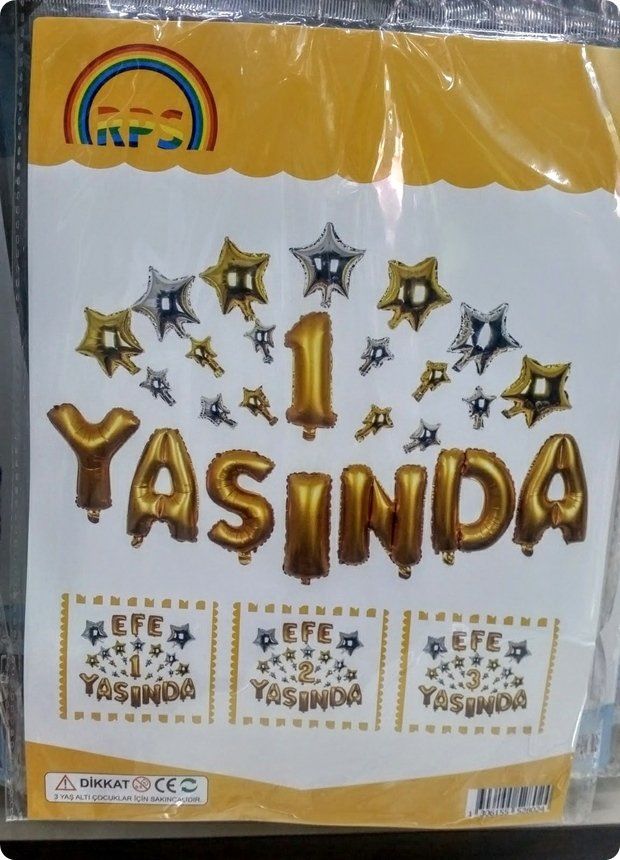 RPS
1
YAŞINDA
EFE
1
YAŞINDA
EFE
2
YAŞINDA
EFE
3
YAŞINDA
DİKKAT CE
3 YAŞ ALTI ÇOCUKLAR İÇİN SAKINCALIDIR.